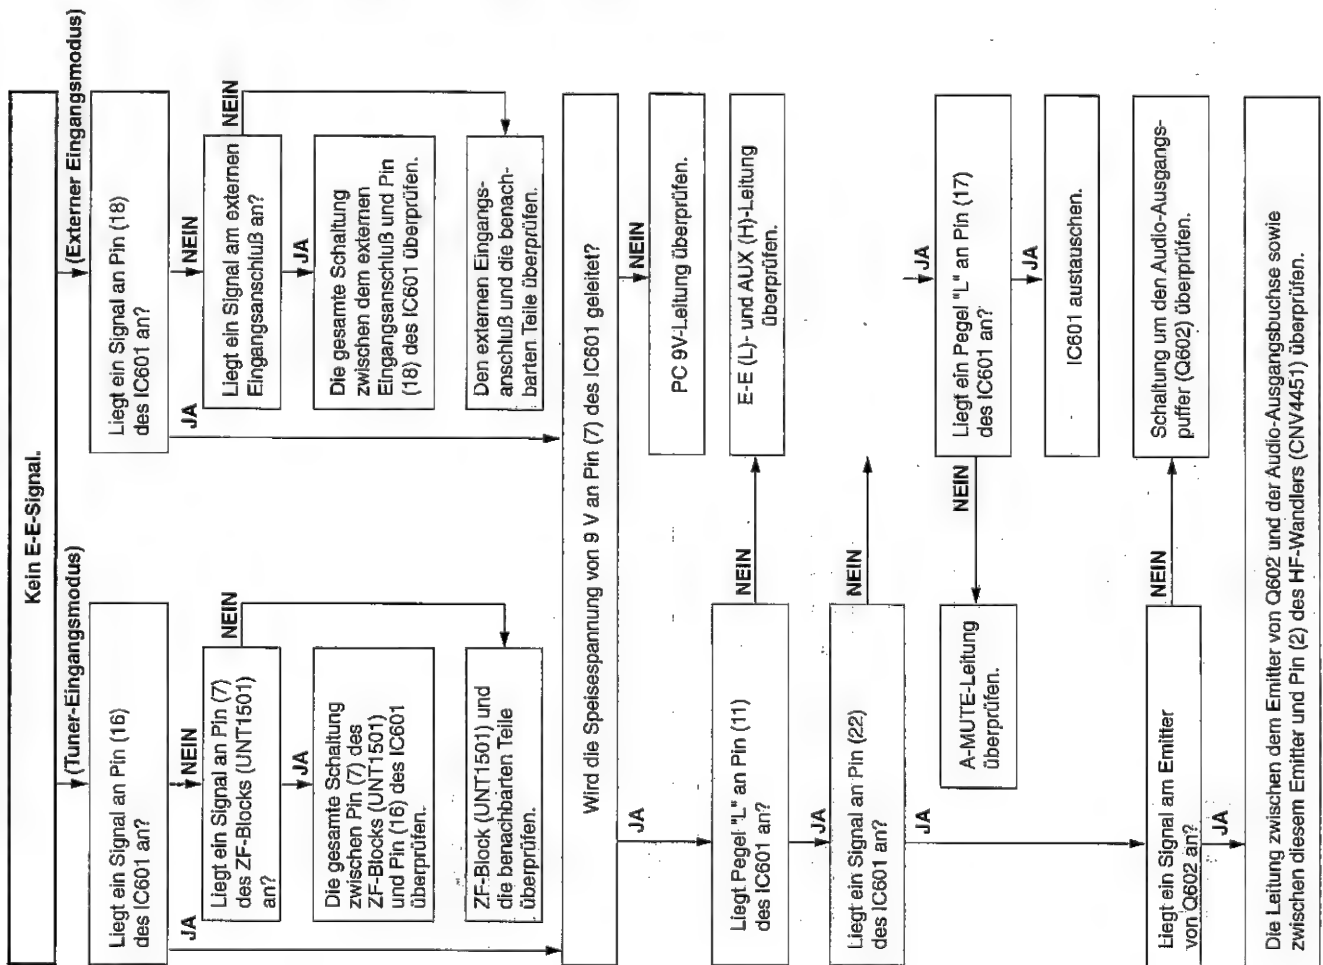 Kein E-E-Signal.
(Tuner-Eingangsmodus)
(Externer Eingangsmodus)
Liegt ein Signal an Pin (16)
des IC601 an?
JA
NEIN
Liegt ein Signal an Pin (7)
des ZF-Blocks (UNT1501)
an?
NEIN
JA
Die gesamte Schaltung
zwischen Pin (7) des
ZF-Blocks (UNT1501)
und Pin (16) des IC601
überprüfen.
ZF-Block (UNT1501) und
die benachbarten Teile
überprüfen.
Liegt ein Signal an Pin (18)
des IC601 an?
JA
NEIN
Liegt ein Signal am externen
Eingangsanschluß an?
NEIN
JA
Die gesamte Schaltung
zwischen dem externen
Eingangsanschluß und Pin
(18) des IC601 überprüfen.
Den externen Eingangs-
anschluß und die benach-
barten Teile überprüfen.
Wird die Speisespannung von 9 V an Pin (7) des IC601 geleitet?
JA
NEIN
PC 9V-Leitung überprüfen.
Liegt Pegel "L" an Pin (11)
des IC601 an?
NEIN
E-E (L)- und AUX (H)-Leitung
überprüfen.
JA
Liegt ein Signal an Pin (22)
des IC601 an?
NEIN
JA
JA
Liegt ein Pegel "L" an Pin (17)
des IC601 an?
NEIN
A-MUTE-Leitung
überprüfen.
JA
IC601 austauschen.
Liegt ein Signal am Emitter
von Q602 an?
NEIN
Schaltung um den Audio-Ausgangs-
puffer (Q602) überprüfen.
JA
Die Leitung zwischen dem Emitter von Q602 und der Audio-Ausgangsbuchse sowie
zwischen diesem Emitter und Pin (2) des HF-Wandlers (CNV4451) überprüfen.